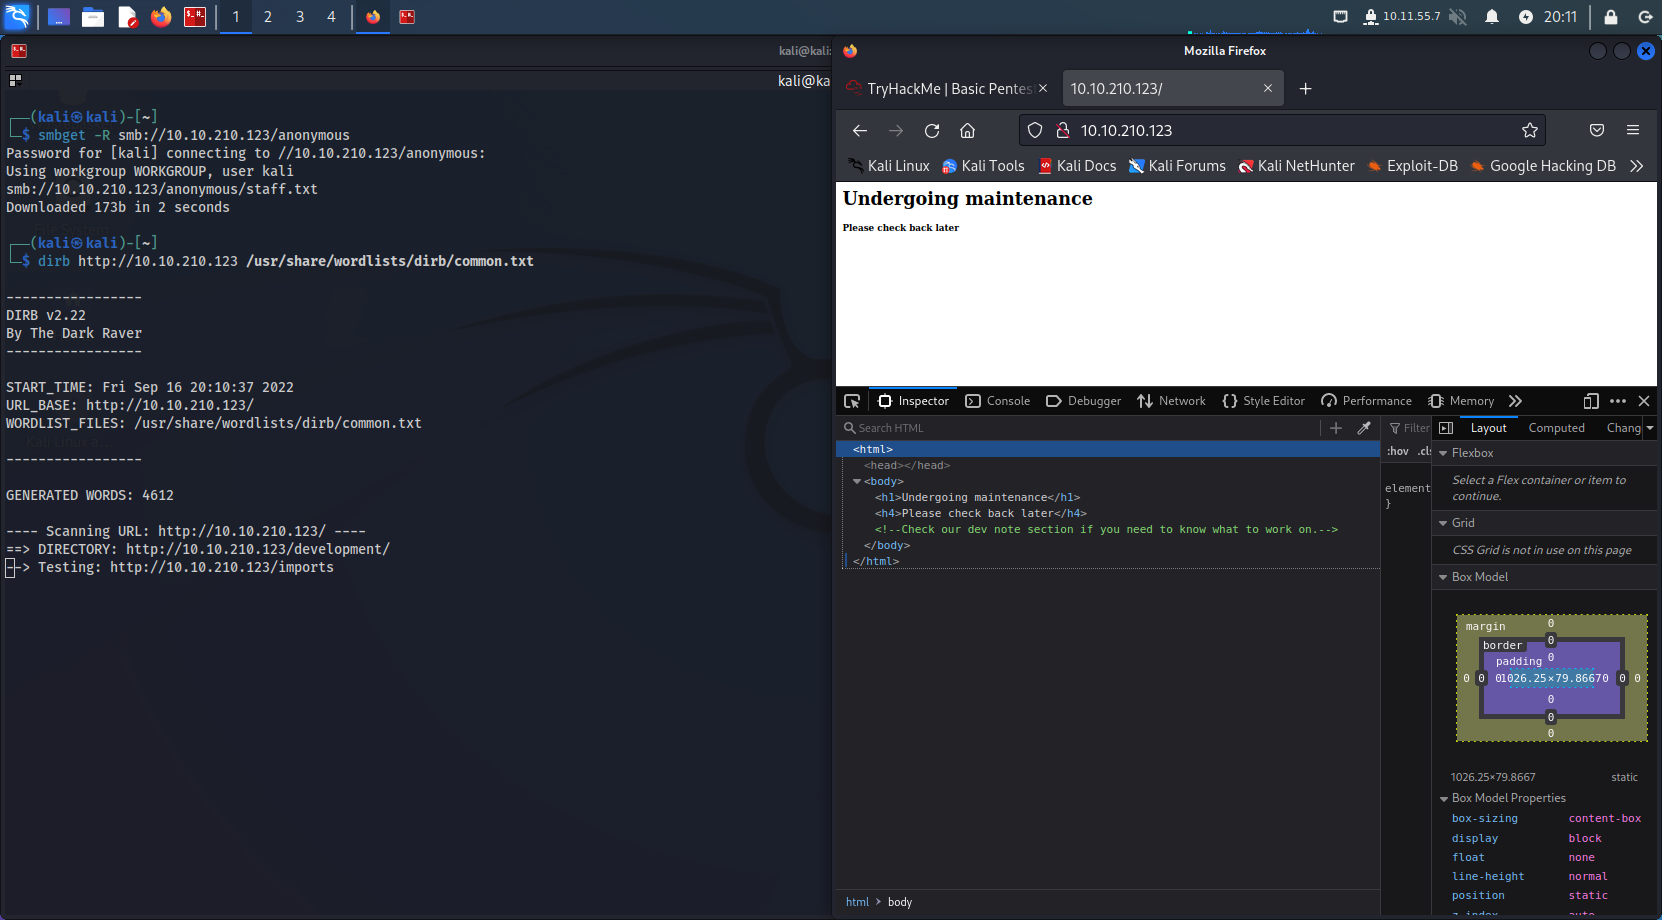 1 2 3 4
10.11.55.7
20:11
kali@kali:
kali@ka
(kali㉿kali)-[~]
$ smbget -R smb://10.10.210.123/anonymous
Password for [kali] connecting to //10.10.210.123/anonymous:
Using workgroup WORKGROUP, user kali
smb://10.10.210.123/anonymous/staff.txt
Downloaded 173b in 2 seconds
(kali㉿kali)-[~]
$ dirb http://10.10.210.123 /usr/share/wordlists/dirb/common.txt
-----------------
DIRB v2.22
By The Dark Raver
-----------------
START_TIME: Fri Sep 16 20:10:37 2022
URL_BASE: http://10.10.210.123/
WORDLIST_FILES: /usr/share/wordlists/dirb/common.txt
-----------------
GENERATED WORDS: 4612
---- Scanning URL: http://10.10.210.123/ ----
==> DIRECTORY: http://10.10.210.123/development/
--> Testing: http://10.10.210.123/imports
Mozilla Firefox
TryHackMe | Basic Pentes
10.10.210.123/
10.10.210.123
Kali Linux Kali Tools Kali Docs Kali Forums Kali NetHunter Exploit-DB Google Hacking DB
Undergoing maintenance
Please check back later
Inspector Console Debugger Network Style Editor Performance Memory
Search HTML
<html>
<head></head>
<body>
<h1>Undergoing maintenance</h1>
<h4>Please check back later</h4>
<!--Check our dev note section if you need to know what to work on.-->
</body>
</html>
html > body
Filter
:hov .cls
element
}
Layout Computed Chang
Flexbox
Select a Flex container or item to
continue.
Grid
CSS Grid is not in use on this page
Box Model
margin 0
border 0
padding 0
0 0 0 1026.25×79.8667 0 0 0
0
0
0
1026.25×79.8667 static
Box Model Properties
box-sizing content-box
display block
float none
line-height normal
position static
z-index auto